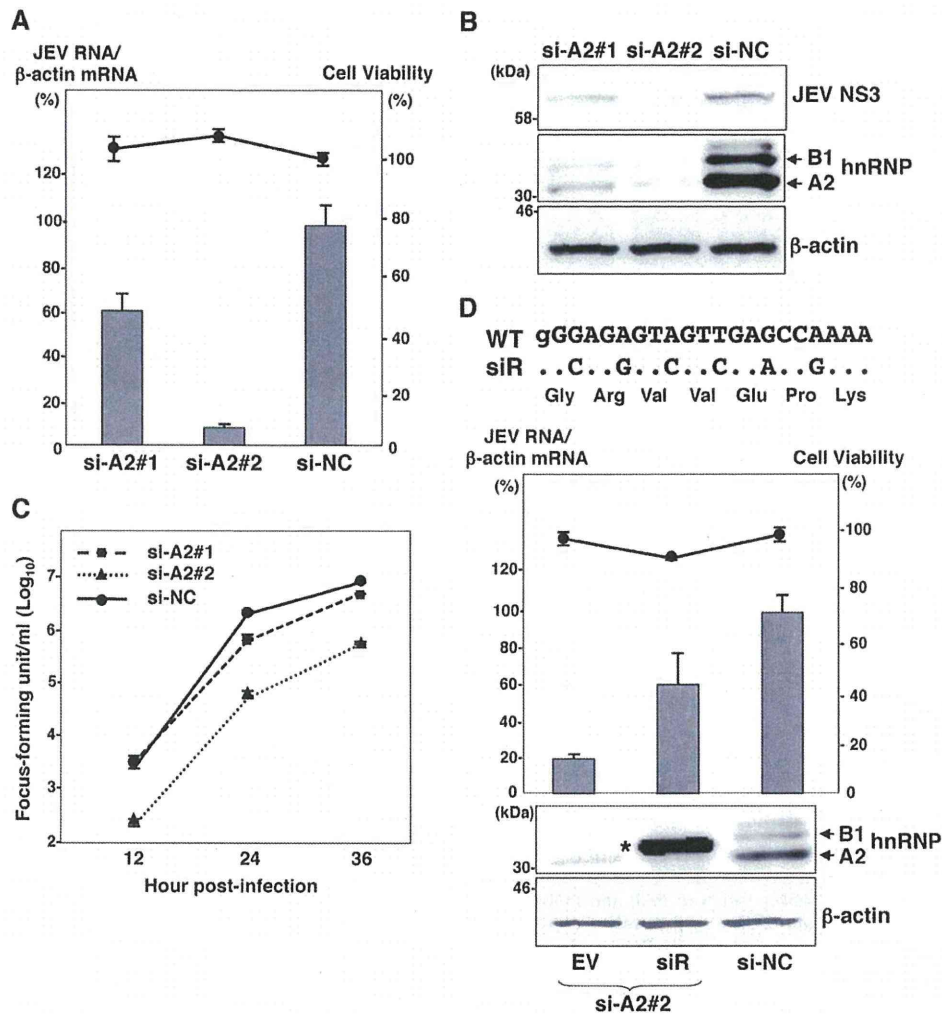 A
JEV RNA/
β-actin mRNA
Cell Viability
(%)
(%)
120
100
80
60
40
20
0
100
80
60
40
20
0
si-A2#1 si-A2#2 si-NC
B
si-A2#1 si-A2#2 si-NC
(kDa)
58-
JEV NS3
30-
B1
hnRNP
A2
46
β-actin
C
si-A2#1
si-A2#2
si-NC
Focus-forming unit/ml (Log10)
7
6
5
4
3
2
12 24 36
Hour post-infection
D
WT gGGAGAGTAGTTGAGCCAAAA
siR ..C..G..C..C..A..G...
Gly Arg Val Val Glu Pro Lys
JEV RNA/
β-actin mRNA
Cell Viability
(%)
(%)
120
100
80
60
40
20
0
100
80
60
40
20
0
(kDa)
30-
*
B1
hnRNP
A2
46
β-actin
EV siR si-NC
si-A2#2